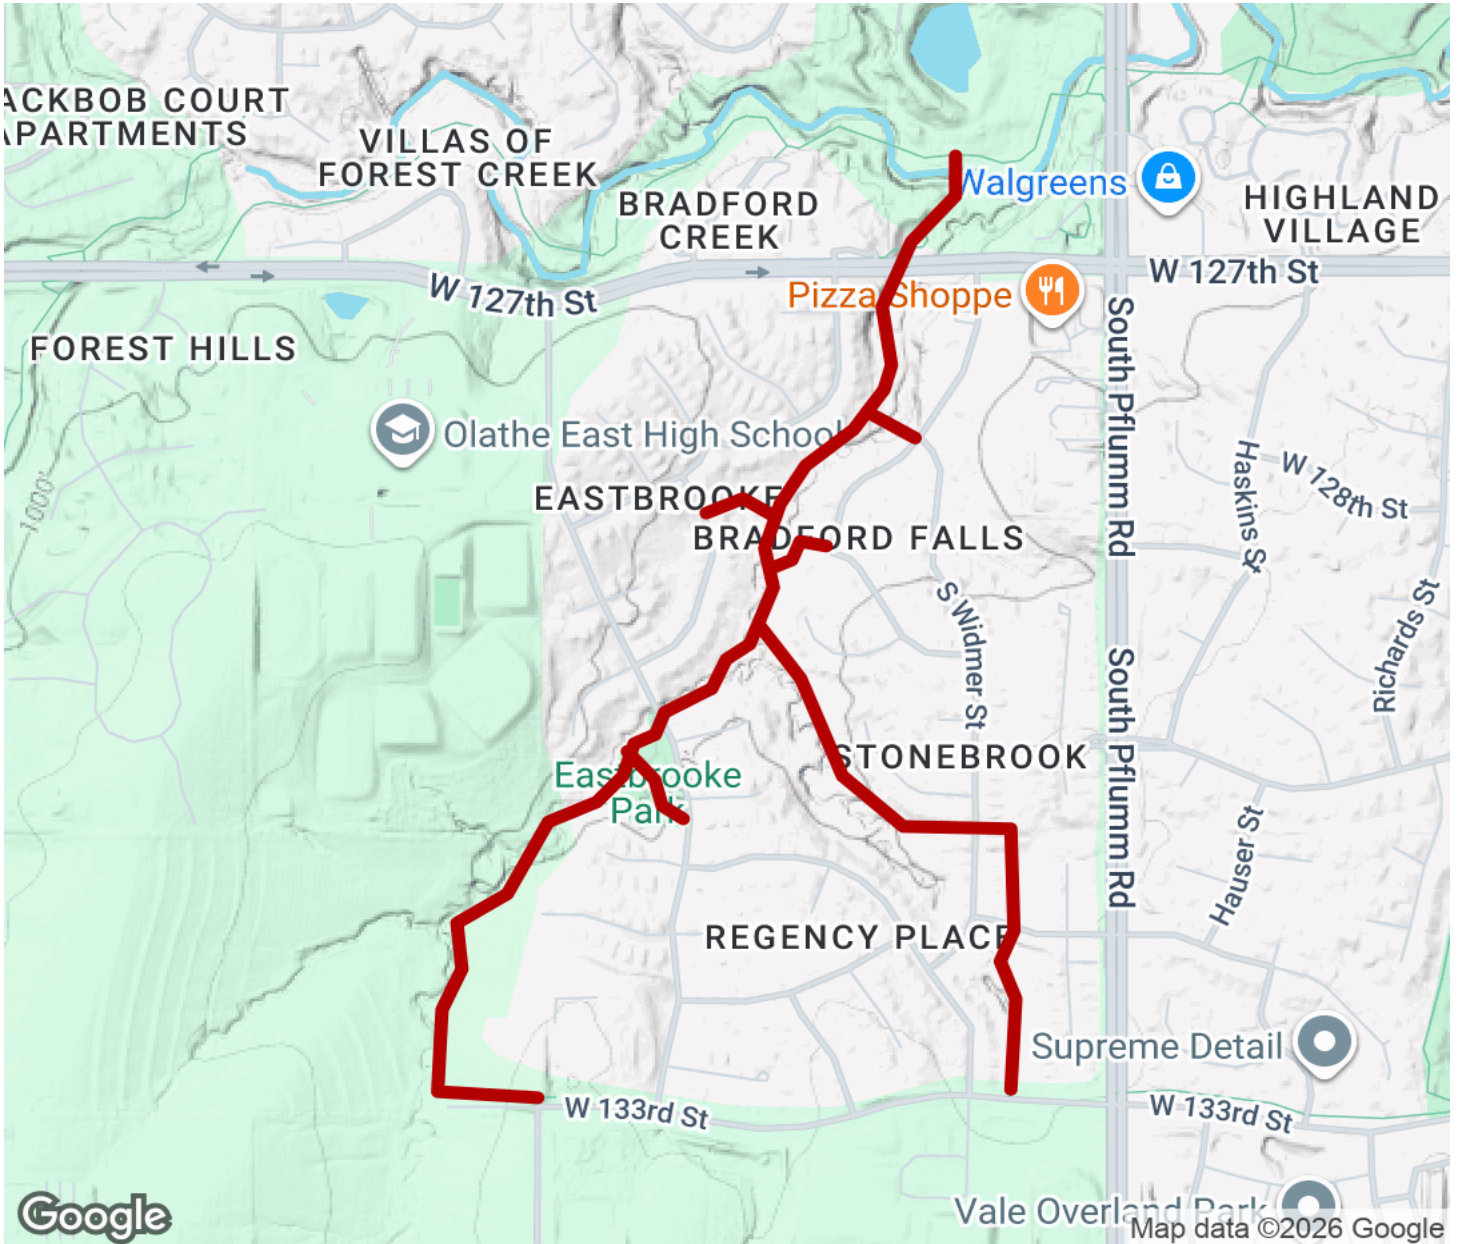 ACKBOB COURT
APARTMENTS
VILLAS OF
FOREST CREEK
BRADFORD
CREEK
Walgreens
HIGHLAND
VILLAGE
W 127th St
W 127th St
Pizza Shoppe
South Pflumm Rd
FOREST HILLS
Olathe East High School
Haskins St
W 128th St
1000'
EASTBROOKE
BRADFORD FALLS
S Widmer St
Richards St
South Pflumm Rd
STONEBROOK
Eastbrooke
Park
Hauser St
REGENCY PLACE
Supreme Detail
W 133rd St
W 133rd St
Vale Overland Park
Google
Map data ©2026 Google